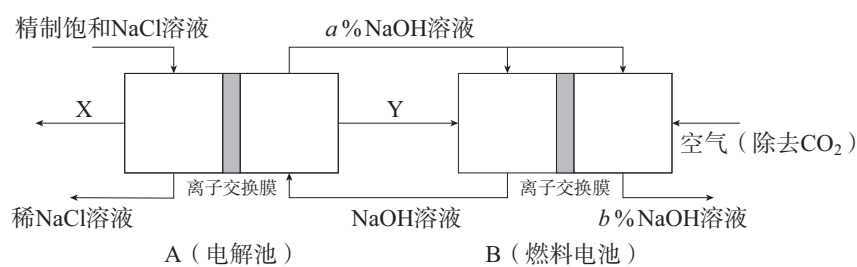 精制饱和NaCl溶液
a%NaOH溶液
X
Y
空气（除去CO₂）
离子交换膜
离子交换膜
稀NaCl溶液
NaOH溶液
b%NaOH溶液
A（电解池）
B（燃料电池）